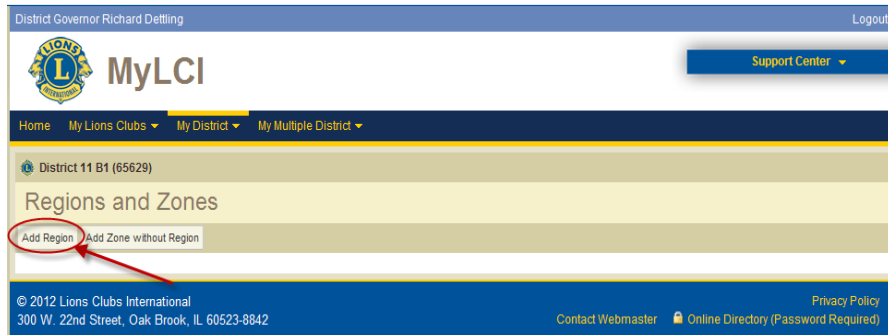 District Governor Richard Dettling Logout
LIONS
L
INTERNATIONAL
MyLCI
Support Center
Home My Lions Clubs My District My Multiple District
District 11 B1 (65629)
Regions and Zones
Add Region Add Zone without Region
© 2012 Lions Clubs International Privacy Policy
300 W. 22nd Street, Oak Brook, IL 60523-8842 Contact Webmaster Online Directory (Password Required)